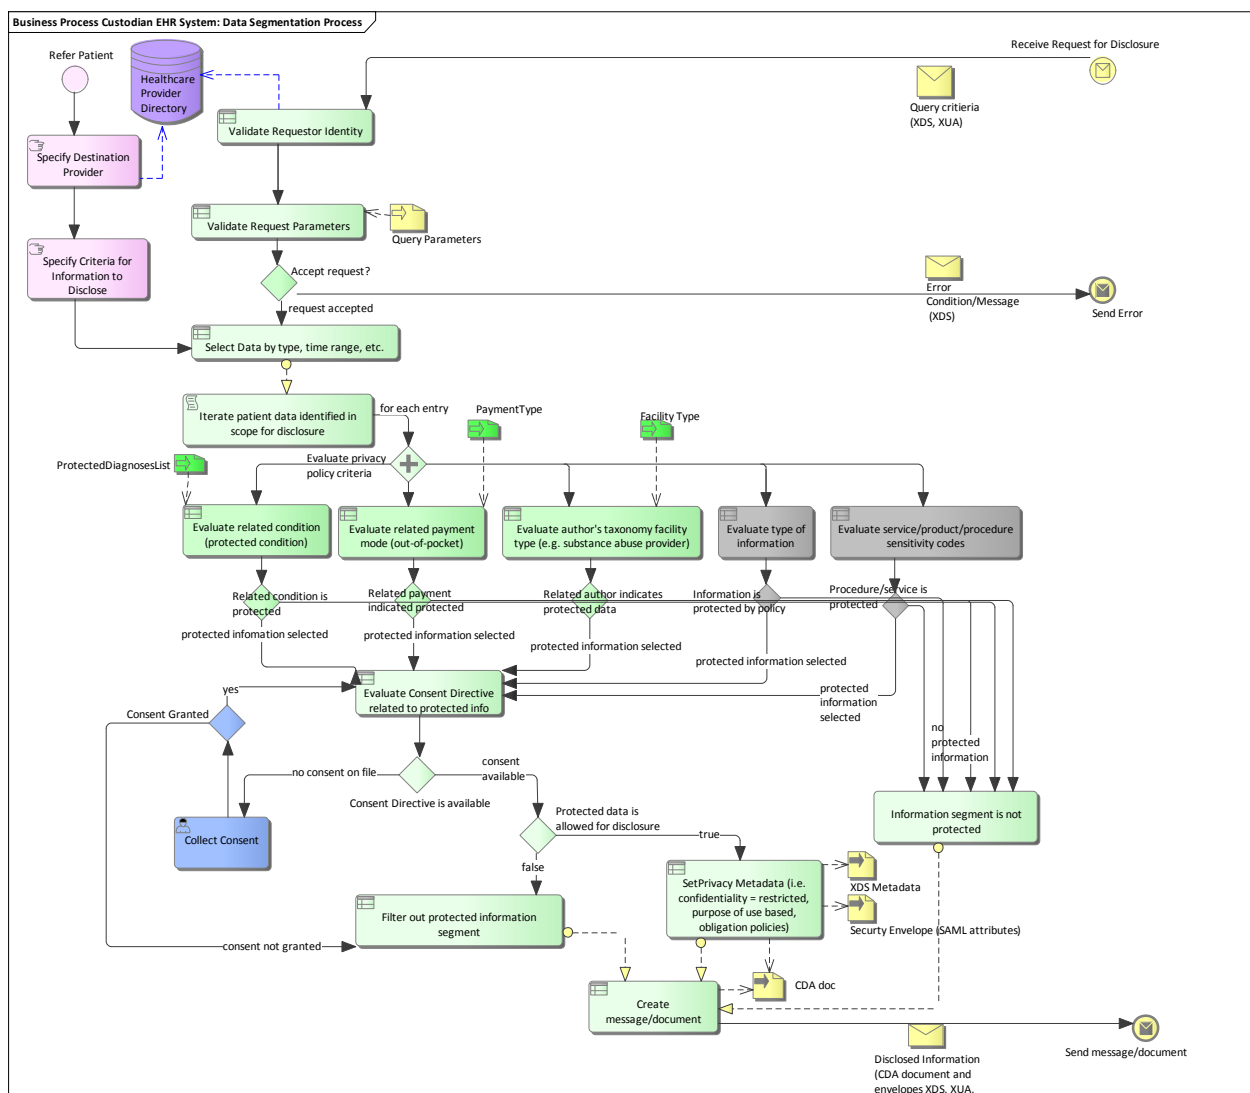 Business Process Custodian EHR System: Data Segmentation Process
Refer Patient
Healthcare
Provider
Directory
Receive Request for Disclosure
Query critieria
(XDS, XUA)
Validate Requestor Identity
Specify Destination
Provider
Validate Request Parameters
Query Parameters
Specify Criteria for
Information to
Disclose
Accept request?
request accepted
Error
Condition/Message
(XDS)
Send Error
Select Data by type, time range, etc.
Iterate patient data identified in
scope for disclosure
for each entry
PaymentType
Facility Type
ProtectedDiagnosesList
Evaluate privacy
policy criteria
Evaluate related condition
(protected condition)
Evaluate related payment
mode (out-of-pocket)
Evaluate author's taxonomy facility
type (e.g. substance abuse provider)
Evaluate type of
information
Evaluate service/product/procedure
sensitivity codes
Related condition is
protected
Related payment
indicated protected
Related author indicates
protected data
Information is
protected by policy
Procedure/service is
protected
protected infomation selected
protected information selected
protected information selected
protected information selected
protected
information
selected
Evaluate Consent Directive
related to protected info
yes
Consent Granted
no
protected
information
no consent on file
consent
available
Consent Directive is available
Collect Consent
Protected data is
allowed for disclosure
true
false
Information segment is not
protected
SetPrivacy Metadata (i.e.
confidentiality = restricted,
purpose of use based,
obligation policies)
XDS Metadata
Securty Envelope (SAML attributes)
Filter out protected information
segment
consent not granted
CDA doc
Create
message/document
Send message/document
Disclosed Information
(CDA document and
envelopes XDS, XUA,